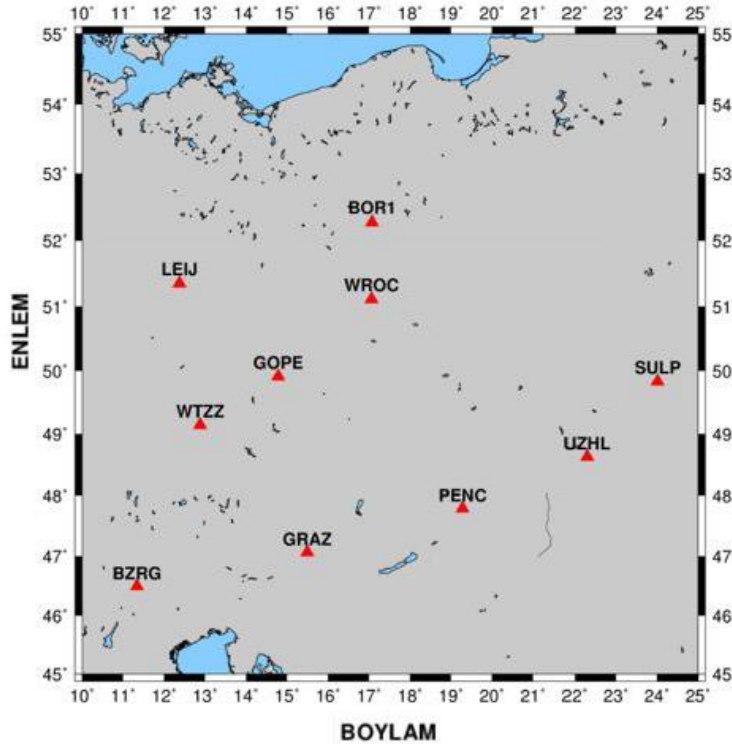 10˚ 11˚ 12˚ 13˚ 14˚ 15˚ 16˚ 17˚ 18˚ 19˚ 20˚ 21˚ 22˚ 23˚ 24˚ 25˚
55˚ 55˚
54˚ 54˚
53˚ 53˚
BOR1
52˚ 52˚
LEIJ
WROC
51˚ 51˚
GOPE
SULP
50˚ 50˚
WTZZ
49˚ 49˚
UZHL
PENC
48˚ 48˚
GRAZ
47˚ 47˚
BZRG
46˚ 46˚
45˚ 45˚
10˚ 11˚ 12˚ 13˚ 14˚ 15˚ 16˚ 17˚ 18˚ 19˚ 20˚ 21˚ 22˚ 23˚ 24˚ 25˚
ENLEM
BOYLAM